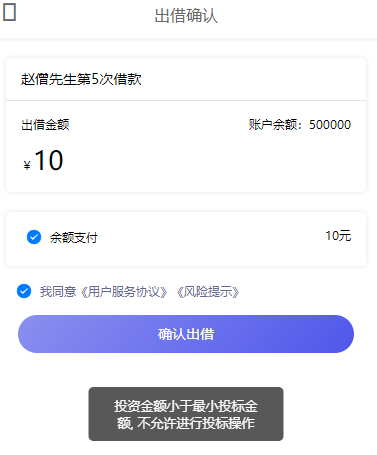 出借确认
赵僧先生第5次借款
出借金额 账户余额：500000
¥10
余额支付 10元
我同意《用户服务协议》《风险提示》
确认出借
投资金额小于最小投标金
额, 不允许进行投标操作